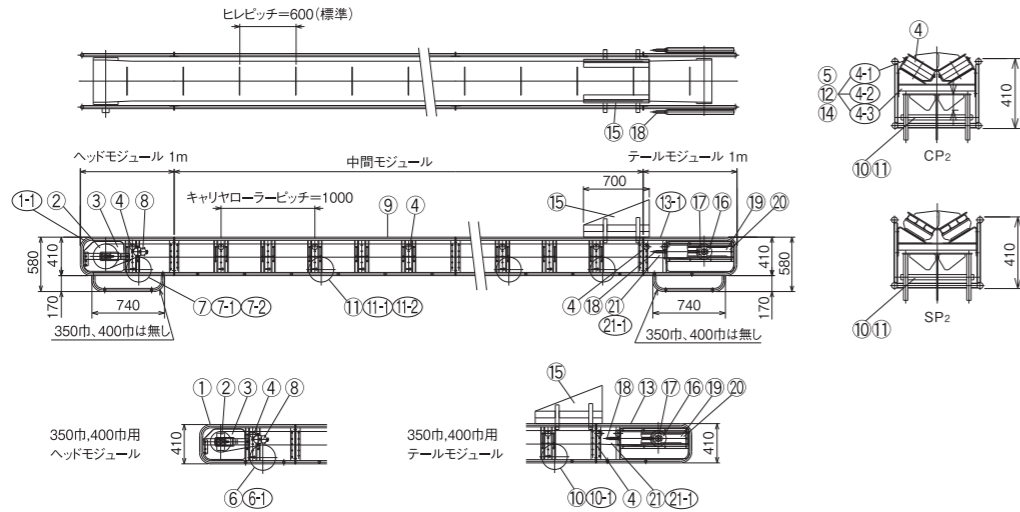 ヒレピッチ=600(標準)
⑮ ⑱
④
⑤ 4-1
⑫ 4-2
⑭ 4-3
410
⑩⑪
CP2
ヘッドモジュール 1m
中間モジュール
テールモジュール 1m
キャリヤローラーピッチ=1000
700
1-1 ② ③ ④ ⑧ ⑨ ④ ⑮ 13-1 ⑰ ⑯ ⑲ ⑳
580 410 170
740
350巾、400巾は無し
⑦ 7-1 7-2
⑪ 11-1 11-2
④ ⑱ ㉑
21-1
740
350巾、400巾は無し
410 580 170
410
⑩⑪
SP2
350巾,400巾用
ヘッドモジュール
410
① ② ③ ④ ⑧
⑥ 6-1
350巾,400巾用
テールモジュール
⑮ ⑱ ⑬ ⑰ ⑯ ⑲ ⑳
410
⑩ 10-1 ④ ㉑ 21-1